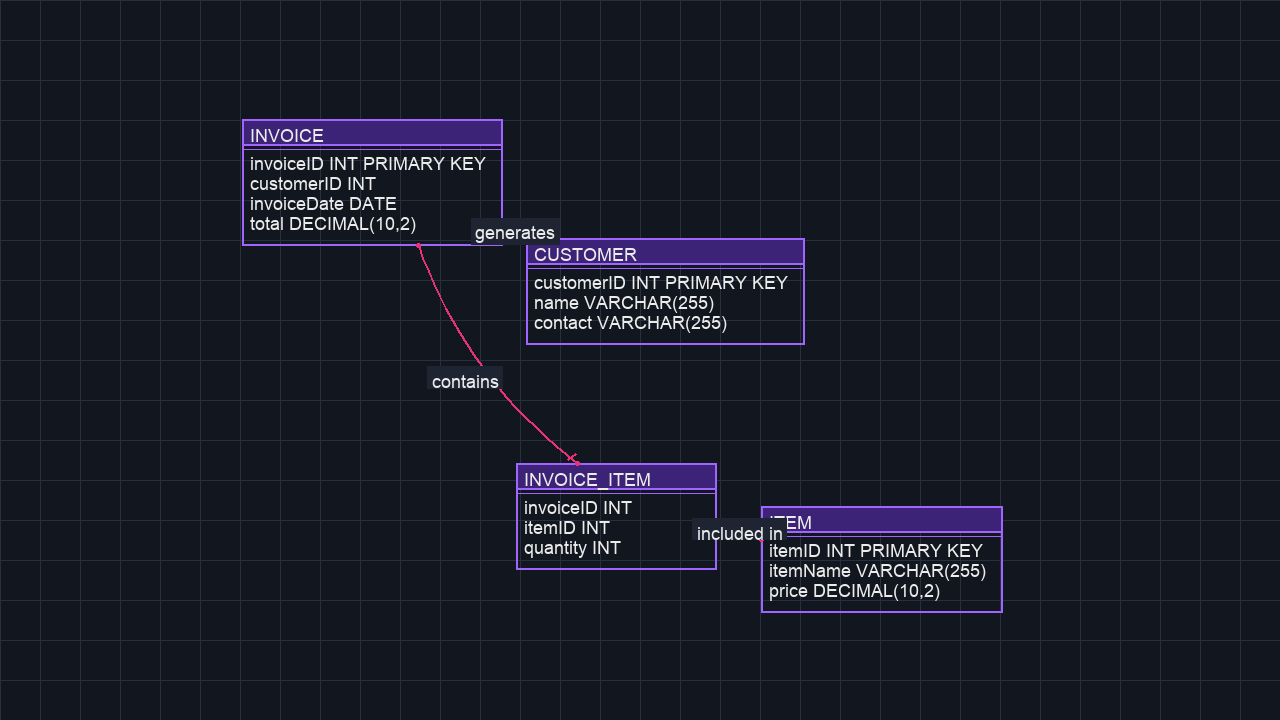 INVOICE
invoiceID INT PRIMARY KEY
customerID INT
invoiceDate DATE
total DECIMAL(10,2)
generates
CUSTOMER
customerID INT PRIMARY KEY
name VARCHAR(255)
contact VARCHAR(255)
contains
INVOICE_ITEM
invoiceID INT
itemID INT
quantity INT
included in
ITEM
itemID INT PRIMARY KEY
itemName VARCHAR(255)
price DECIMAL(10,2)